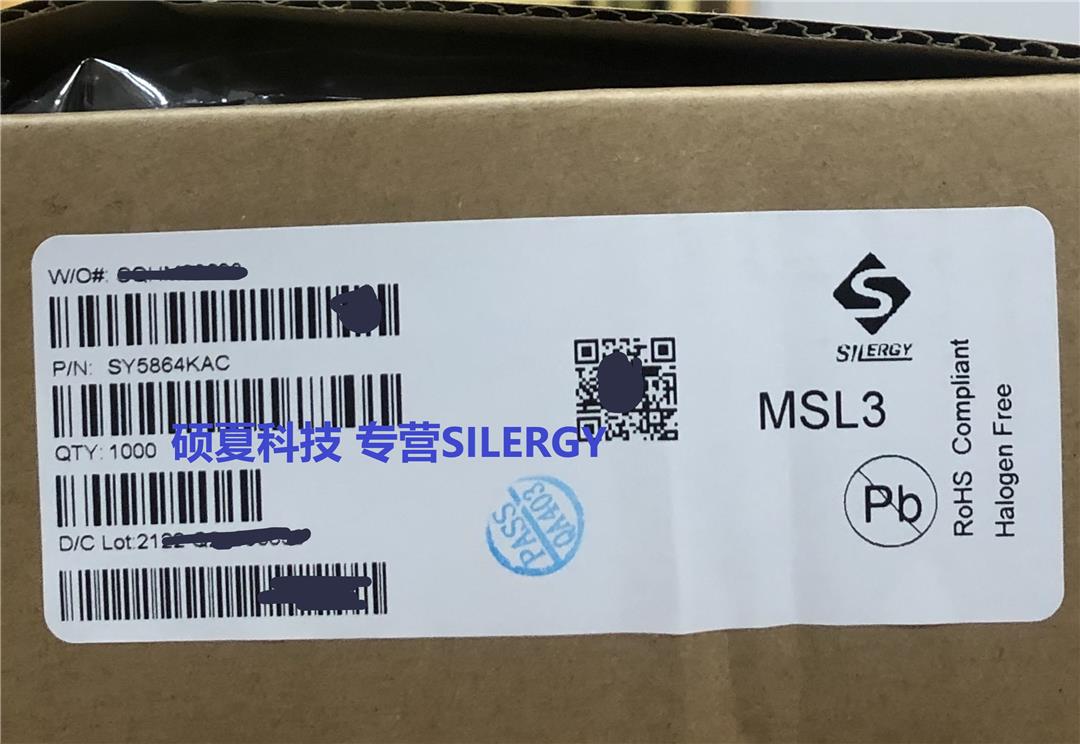 W/O#:
P/N: SY5864KAC
QTY: 1000
硕夏科技 专营SILERGY
D/C Lot:2122
PASS
QA403
SILERGY
MSL3
Pb
RoHS Compliant
Halogen Free